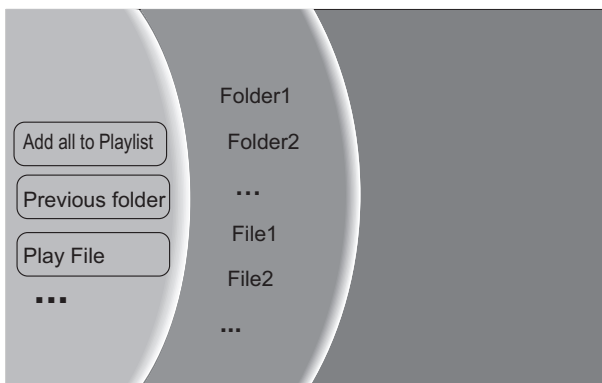 Add all to Playlist
Previous folder
Play File
...
Folder1
Folder2
...
File1
File2
...